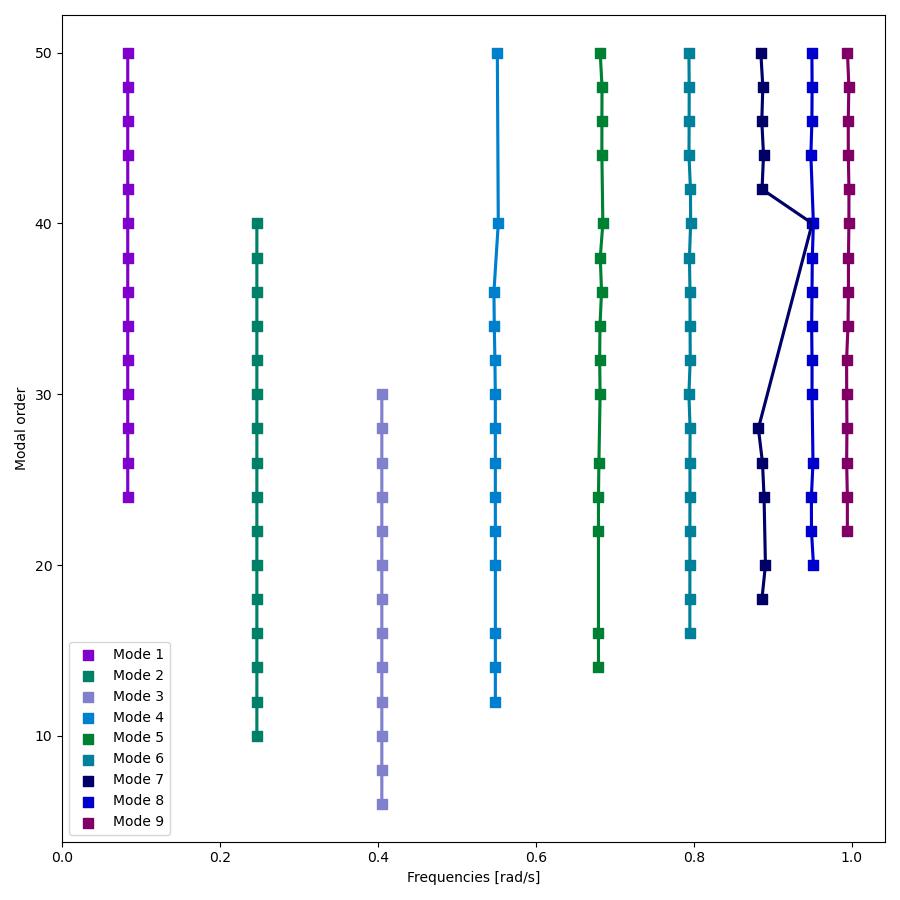 50
40
30
20
10
Modal order
Mode 1
Mode 2
Mode 3
Mode 4
Mode 5
Mode 6
Mode 7
Mode 8
Mode 9
0.0 0.2 0.4 0.6 0.8 1.0
Frequencies [rad/s]